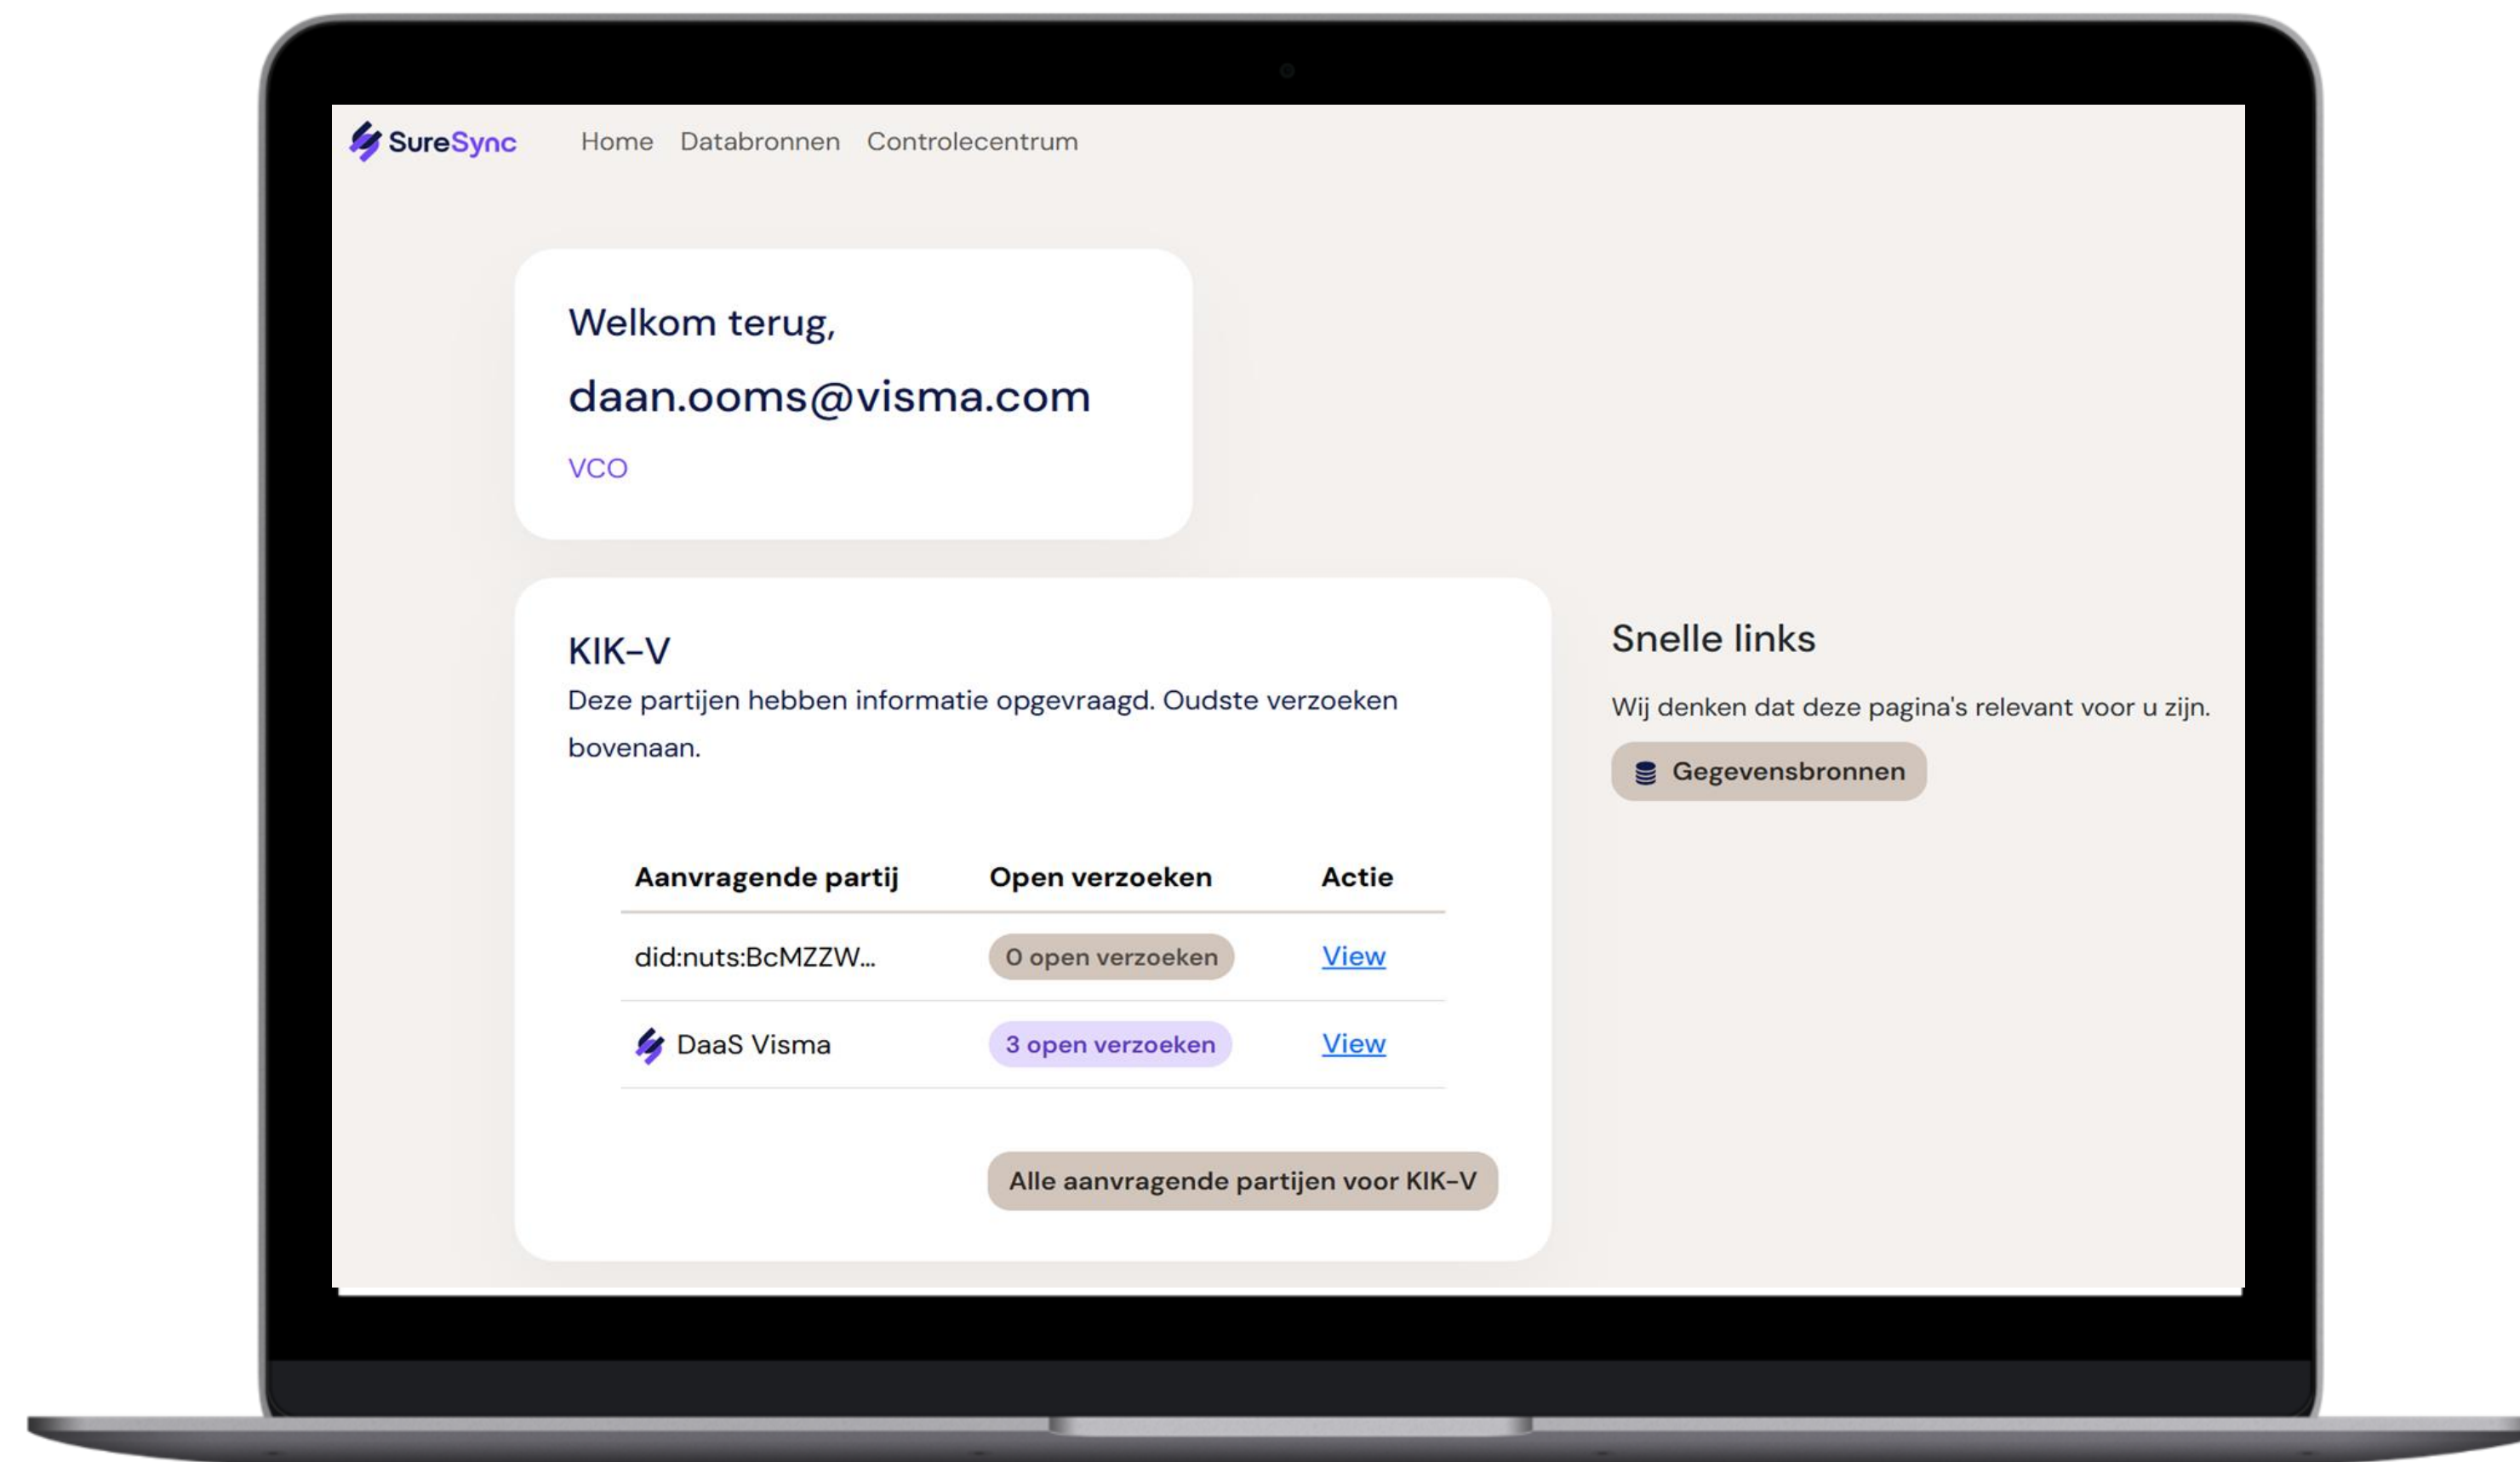 SureSync Home Databronnen Controlecentrum
Welkom terug,
daan.ooms@visma.com
VCO
KIK-V
Deze partijen hebben informatie opgevraagd. Oudste verzoeken
bovenaan.
Aanvragende partij Open verzoeken Actie
did:nuts:BcMZZW... 0 open verzoeken View
DaaS Visma 3 open verzoeken View
Alle aanvragende partijen voor KIK-V
Snelle links
Wij denken dat deze pagina's relevant voor u zijn.
Gegevensbronnen